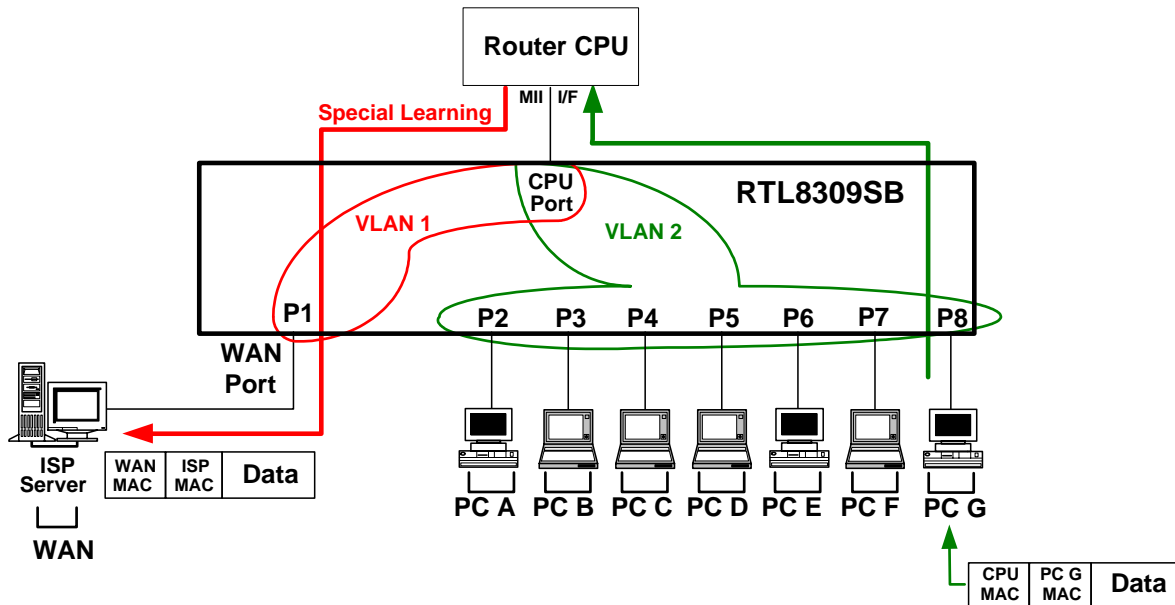 Router CPU
MII I/F
Special Learning
CPU
Port
RTL8309SB
VLAN 1
VLAN 2
P1
P2 P3 P4 P5 P6 P7 P8
WAN
Port
ISP
Server
WAN
MAC
ISP
MAC
Data
WAN
PC A PC B PC C PC D PC E PC F PC G
CPU
MAC
PC G
MAC
Data